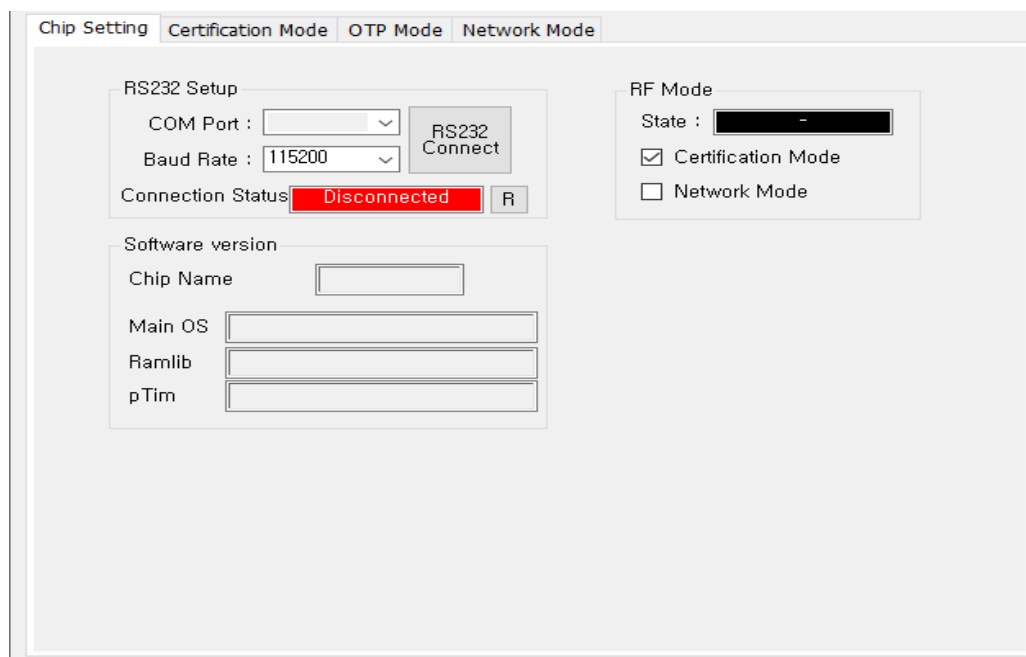 Chip Setting Certification Mode OTP Mode Network Mode
RS232 Setup
COM Port :
Baud Rate : 115200
RS232
Connect
Connection Status Disconnected R
RF Mode
State : -
Certification Mode
Network Mode
Software version
Chip Name
Main OS
Ramlib
pTim